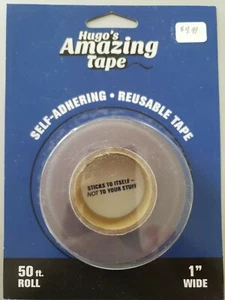 Hugo's
Amazing
Tape
SELF-ADHERING • REUSABLE TAPE
STICKS TO ITSELF –
NOT TO YOUR STUFF
50 ft.
ROLL
1"
WIDE